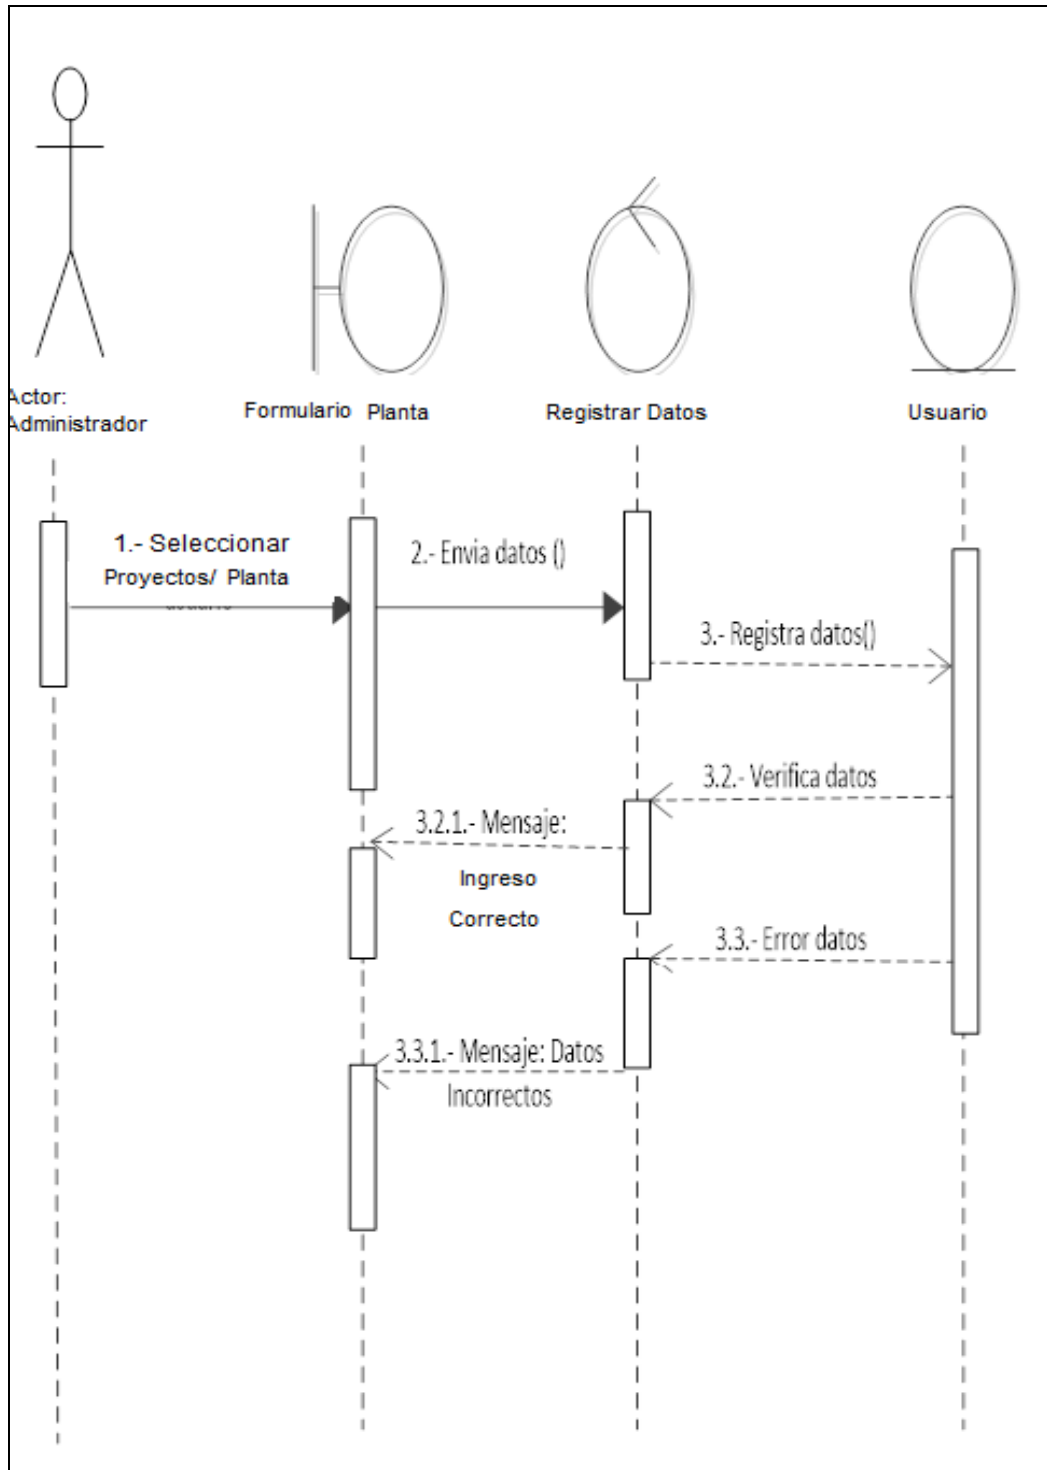 Actor:
Administrador
Formulario Planta
Registrar Datos
Usuario
1.- Seleccionar
Proyectos/ Planta
2.- Envia datos ()
3.- Registra datos()
3.2.- Verifica datos
3.2.1.- Mensaje:
Ingreso
Correcto
3.3.- Error datos
3.3.1.- Mensaje: Datos
Incorrectos